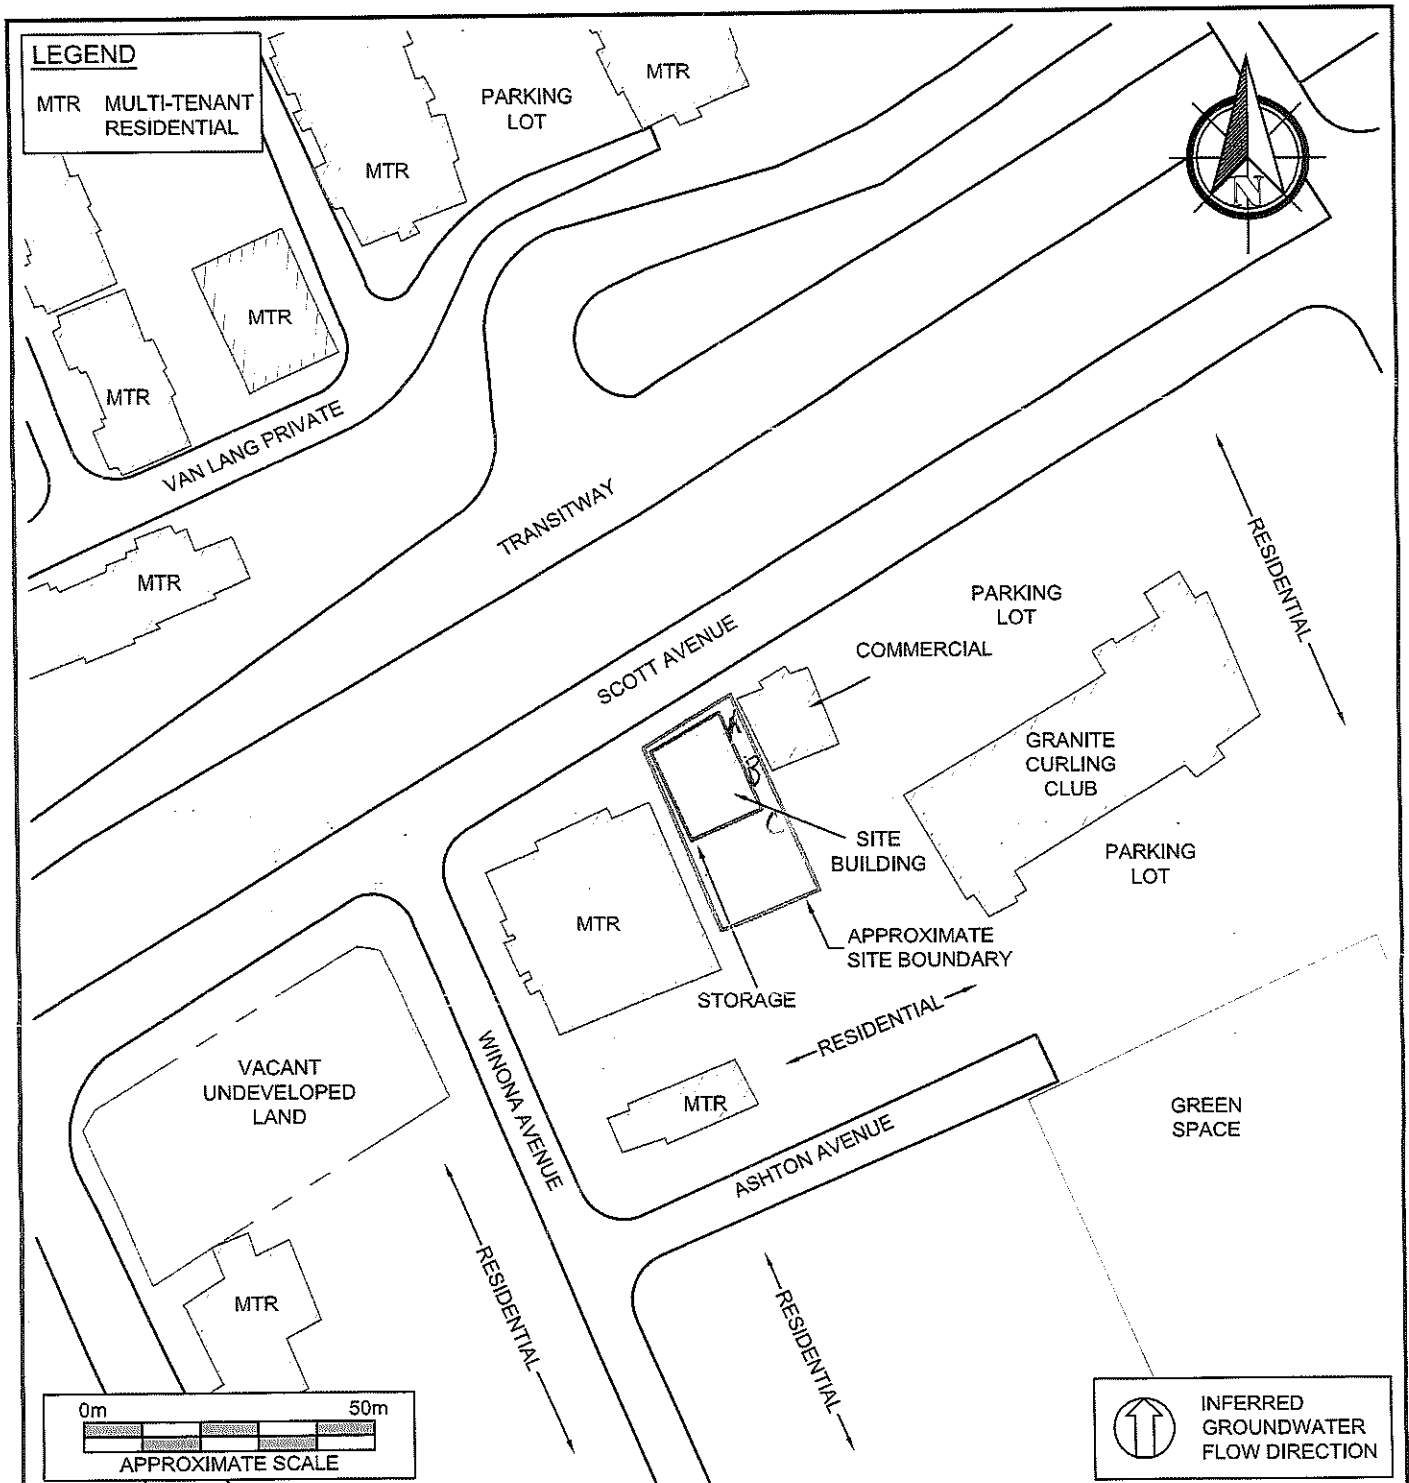 LEGEND
MTR MULTI-TENANT
RESIDENTIAL
MTR
PARKING
LOT
MTR
N
MTR
MTR
VAN LANG PRIVATE
MTR
TRANSITWAY
SCOTT AVENUE
PARKING
LOT
COMMERCIAL
RESIDENTIAL
GRANITE
CURLING
CLUB
A
B
C
SITE
BUILDING
PARKING
LOT
MTR
APPROXIMATE
SITE BOUNDARY
STORAGE
RESIDENTIAL
VACANT
UNDEVELOPED
LAND
WINONA AVENUE
MTR
ASHTON AVENUE
GREEN
SPACE
RESIDENTIAL
RESIDENTIAL
MTR
0m 50m
APPROXIMATE SCALE
INFERRED
GROUNDWATER
FLOW DIRECTION